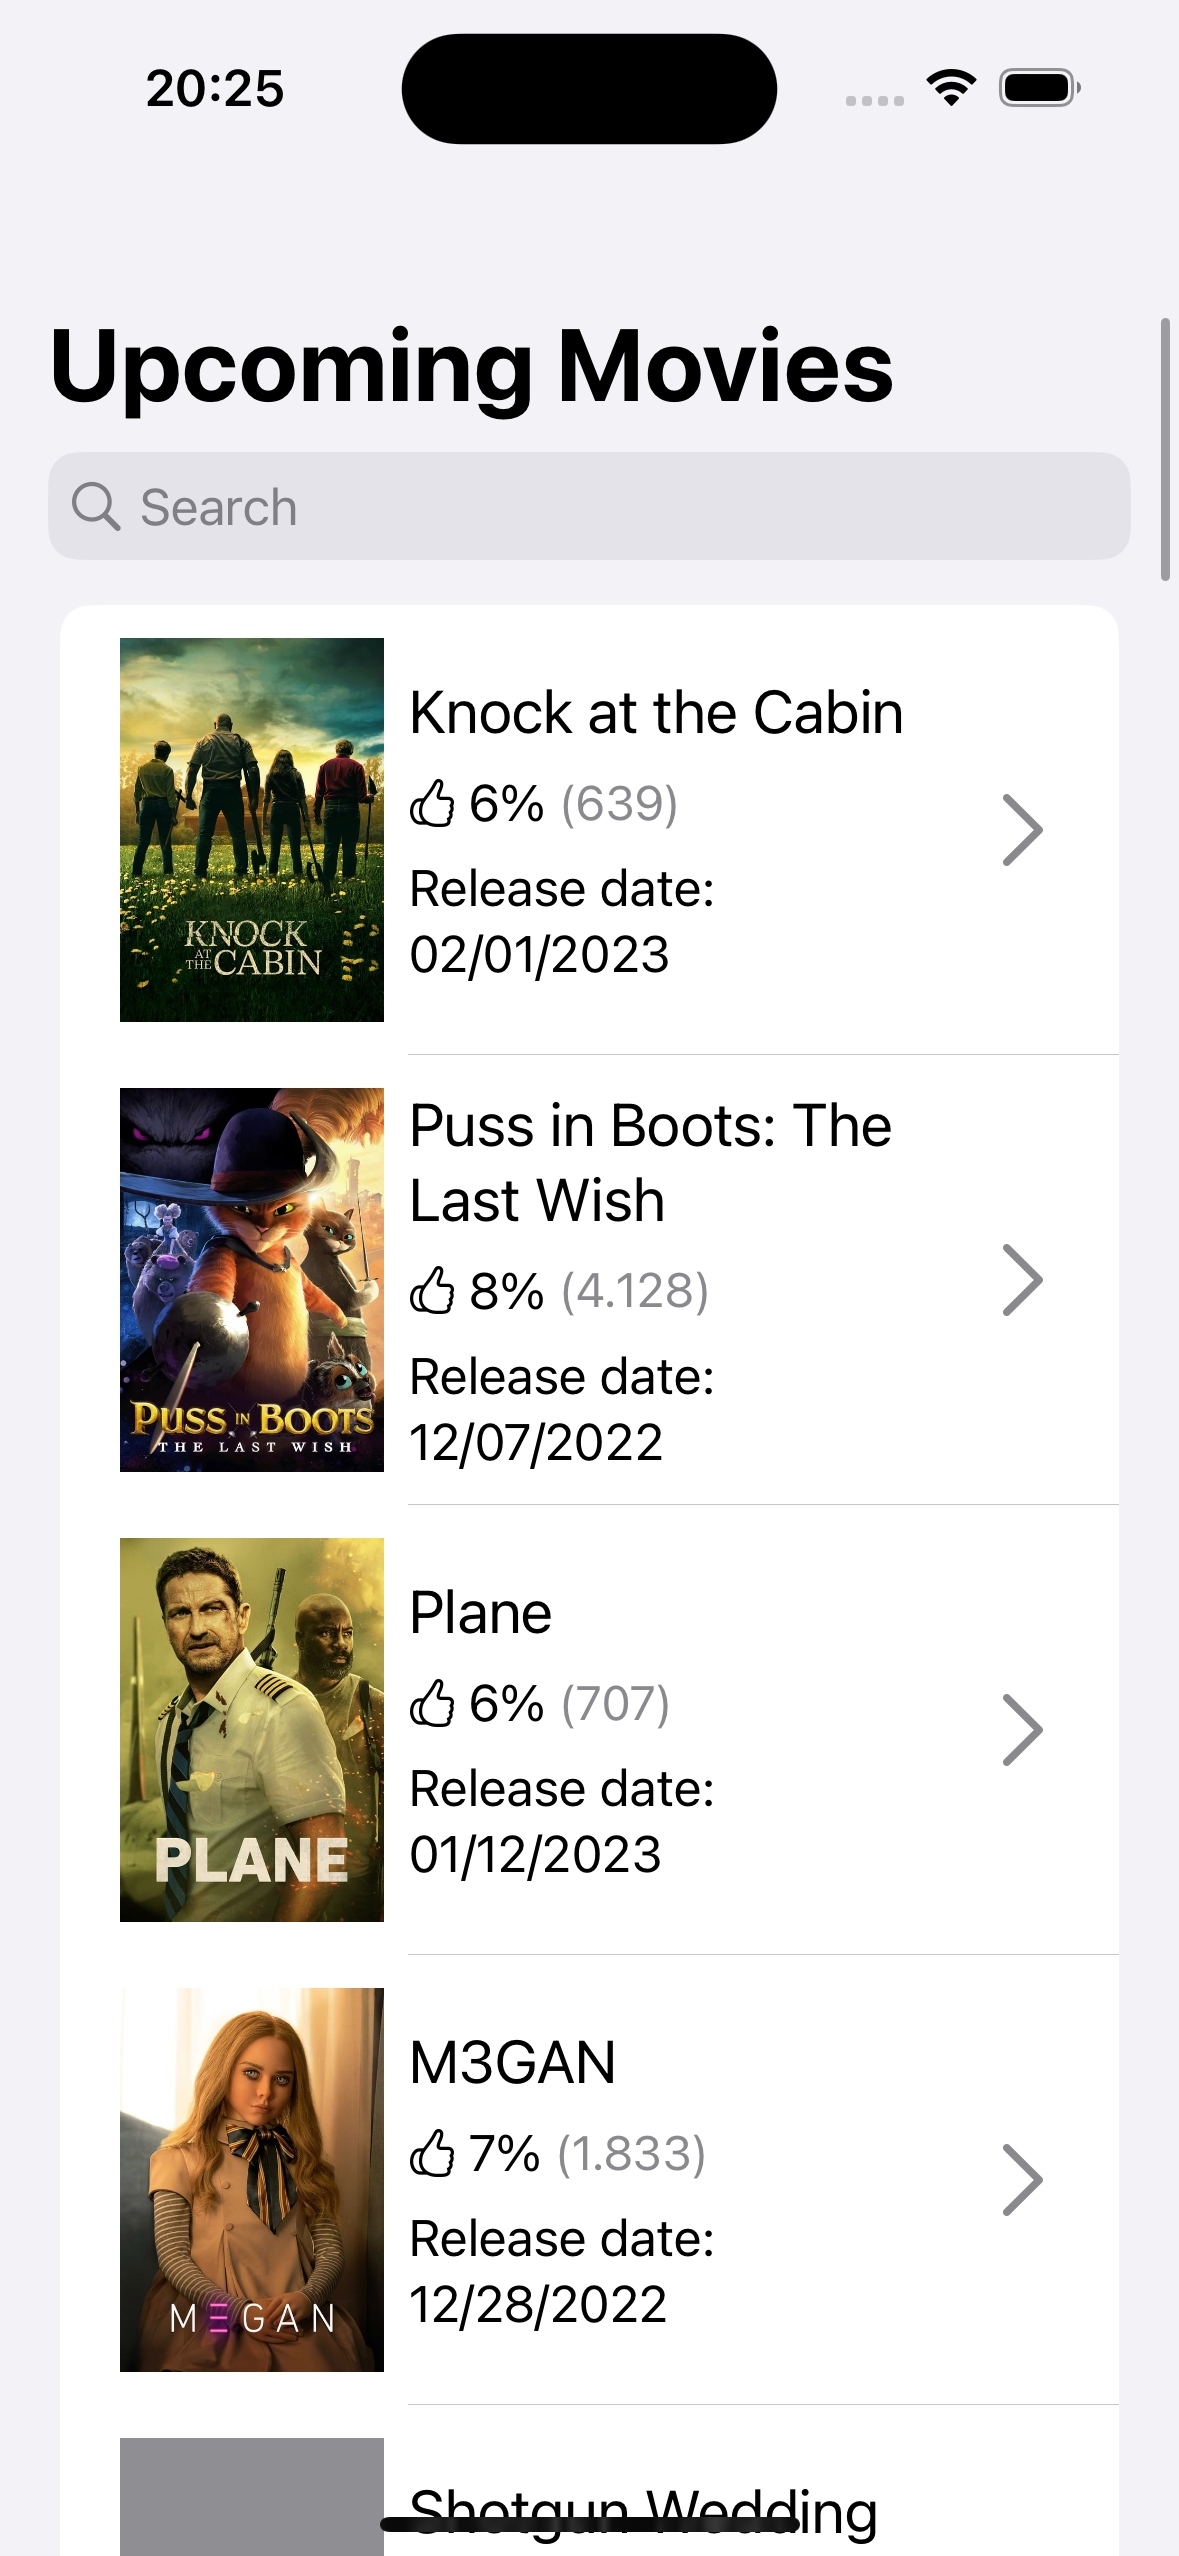 20:25
Upcoming Movies
Search
KNOCK
AT
THE CABIN
Knock at the Cabin
6% (639)
Release date:
02/01/2023
PUSS IN BOOTS
THE LAST WISH
Puss in Boots: The
Last Wish
8% (4.128)
Release date:
12/07/2022
PLANE
Plane
6% (707)
Release date:
01/12/2023
M3GAN
M3GAN
7% (1.833)
Release date:
12/28/2022
Shotgun Wedding